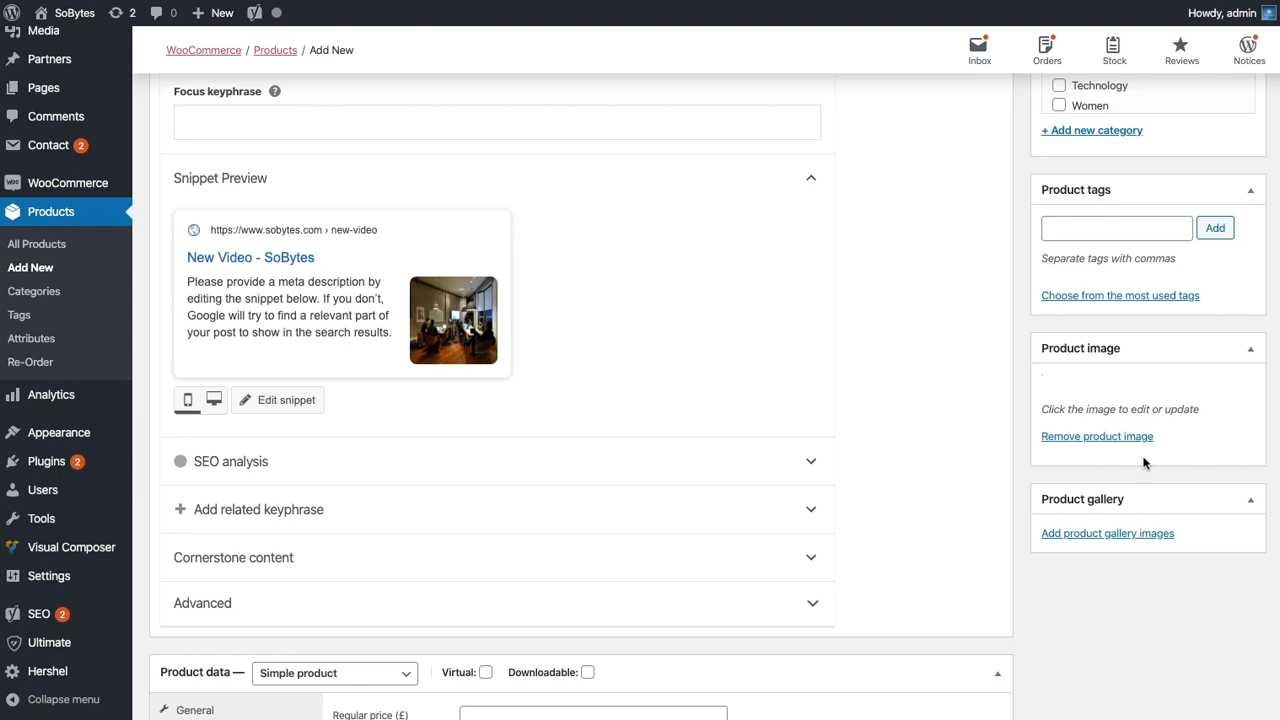 SoBytes 2 0 New Howdy, admin
Media
Partners
Pages
Comments
Contact 2
WooCommerce
Products
All Products
Add New
Categories
Tags
Attributes
Re-Order
Analytics
Appearance
Plugins 2
Users
Tools
Visual Composer
Settings
SEO 2
Ultimate
Hershel
Collapse menu
WooCommerce / Products / Add New
Inbox
Orders
Stock
Reviews
Notices
Focus keyphrase ?
Snippet Preview
https://www.sobytes.com › new-video
New Video - SoBytes
Please provide a meta description by
editing the snippet below. If you don't,
Google will try to find a relevant part of
your post to show in the search results.
Edit snippet
SEO analysis
Add related keyphrase
Cornerstone content
Advanced
Product data — Simple product Virtual: Downloadable:
General
Regular price (£)
Technology
Women
+ Add new category
Product tags
Add
Separate tags with commas
Choose from the most used tags
Product image
Click the image to edit or update
Remove product image
Product gallery
Add product gallery images